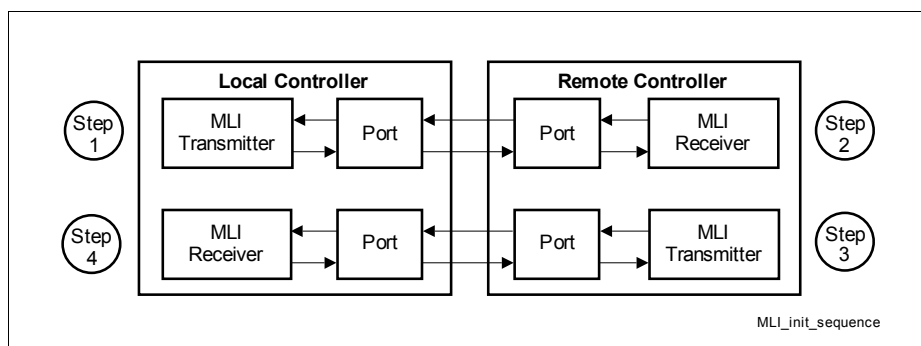 Local Controller
Remote Controller
Step
1
MLI
Transmitter
Port
Port
MLI
Receiver
Step
2
Step
4
MLI
Receiver
Port
Port
MLI
Transmitter
Step
3
MLI_init_sequence